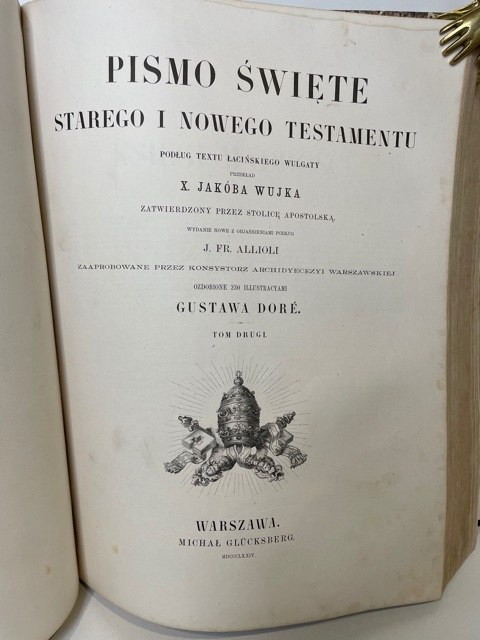 PISMO ŚWIĘTE
STAREGO I NOWEGO TESTAMENTU
PODŁUG TEXTU ŁACIŃSKIEGO WULGATY
PRZEKŁAD
X. JAKÓBA WUJKA
ZATWIERDZONY PRZEZ STOLICĘ APOSTOLSKĄ,
WYDANIE NOWE Z OBJAŚNIENIAMI PODŁUG
J. FR. ALLIOLI
ZAAPROBOWANE PRZEZ KONSYSTORZ ARCHIDYECEZYI WARSZAWSKIEJ
OZDOBIONE 230 ILLUSTRACYAMI
GUSTAWA DORÉ.
TOM DRUGI.
WARSZAWA.
MICHAŁ GLÜCKSBERG.
MDCCCLXXIV.